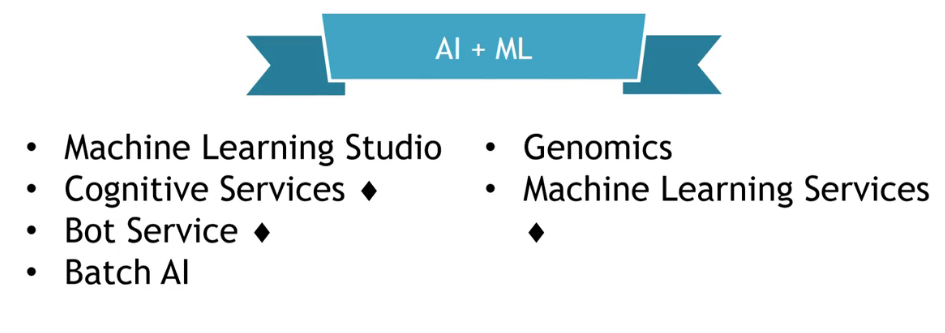 AI + ML
• Machine Learning Studio
• Cognitive Services ♦
• Bot Service ♦
• Batch AI
• Genomics
• Machine Learning Services
♦